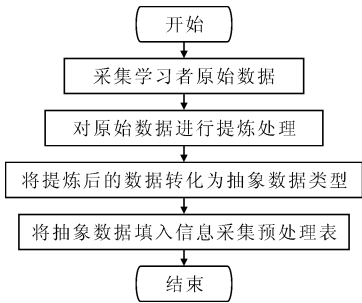 开始
采集学习者原始数据
对原始数据进行提炼处理
将提炼后的数据转化为抽象数据类型
将抽象数据填入信息采集预处理表
结束